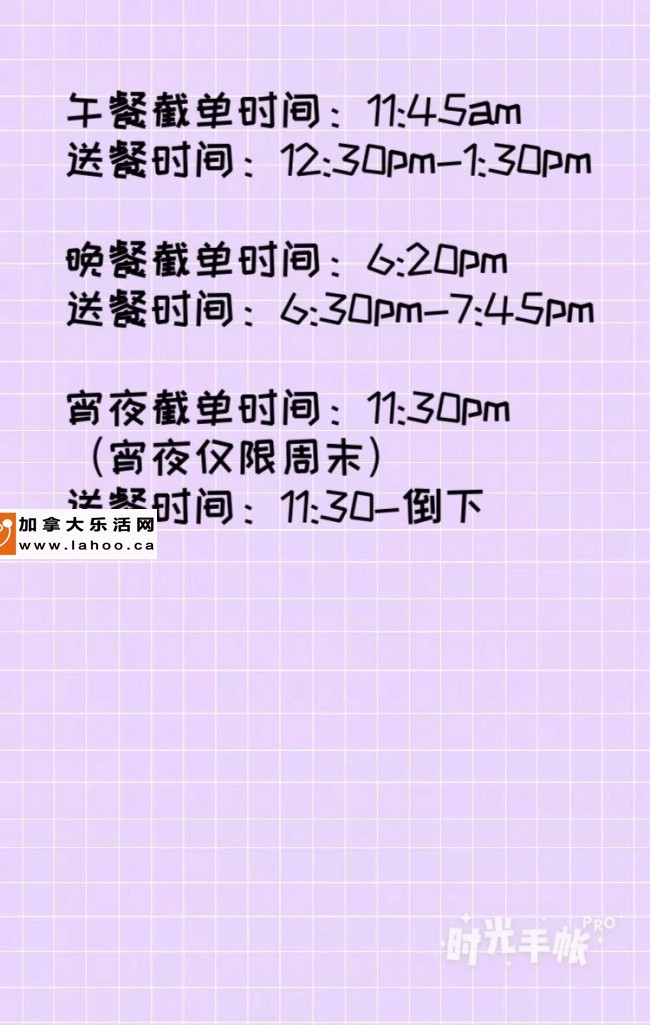 午餐截单时间：11:45am
送餐时间：12:30pm-1:30pm
晚餐截单时间：6:20pm
送餐时间：6:30pm-7:45pm
宵夜截单时间：11:30pm
（宵夜仅限周末）
送餐时间：11:30-倒下
加拿大乐活网
www.lahoo.ca
时光手帐PRO